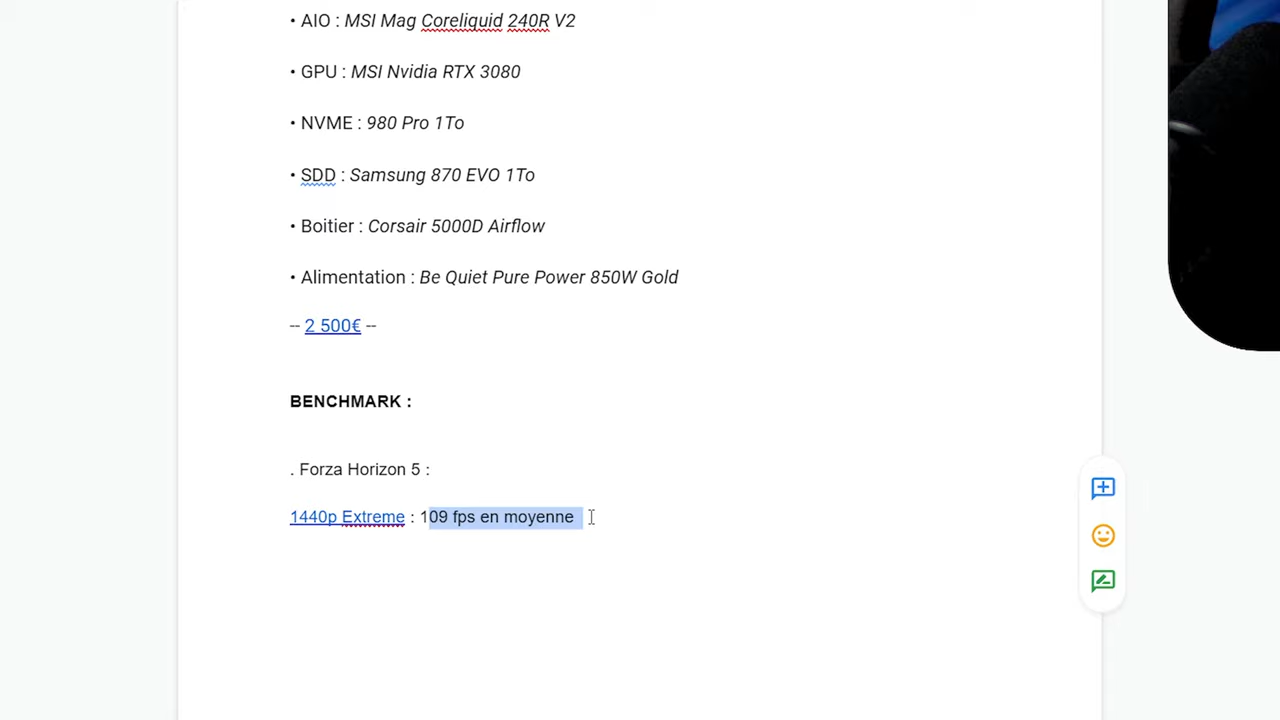 • AIO : MSI Mag Coreliquid 240R V2
• GPU : MSI Nvidia RTX 3080
• NVME : 980 Pro 1To
• SDD : Samsung 870 EVO 1To
• Boitier : Corsair 5000D Airflow
• Alimentation : Be Quiet Pure Power 850W Gold
-- 2 500€ --
BENCHMARK :
. Forza Horizon 5 :
1440p Extreme : 109 fps en moyenne